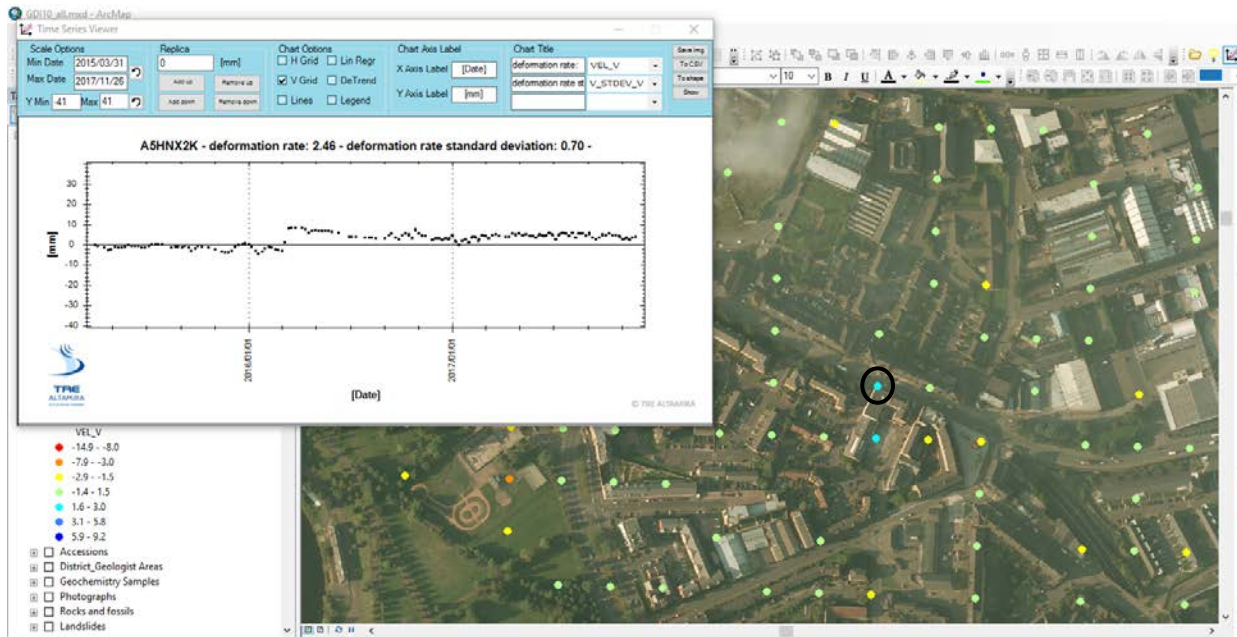 GDI10_all.mxd - ArcMap
Time Series Viewer
Scale Options
Min Date 2015/03/31
Max Date 2017/11/26
Y Min -41 Max 41
Replica
0 [mm]
Add up Remove up
Add down Remove down
Chart Options
H Grid Lin Regr
V Grid DeTrend
Lines Legend
Chart Axis Label
X Axis Label [Date]
Y Axis Label [mm]
Chart Title
deformation rate: VEL_V
deformation rate st V_STDEV_V
Save img
To CSV
To shape
Show
10 B I U A
A5HNX2K - deformation rate: 2.46 - deformation rate standard deviation: 0.70 -
30
20
10
0
-10
-20
-30
-40
[mm]
2016/01/01
2017/01/01
[Date]
TRE
ALTAMIRA
© TRE ALTAMIRA
VEL_V
-14.9 - -8.0
-7.9 - -3.0
-2.9 - -1.5
-1.4 - 1.5
1.6 - 3.0
3.1 - 5.8
5.9 - 9.2
Accessions
District_Geologist Areas
Geochemistry Samples
Photographs
Rocks and fossils
Landslides